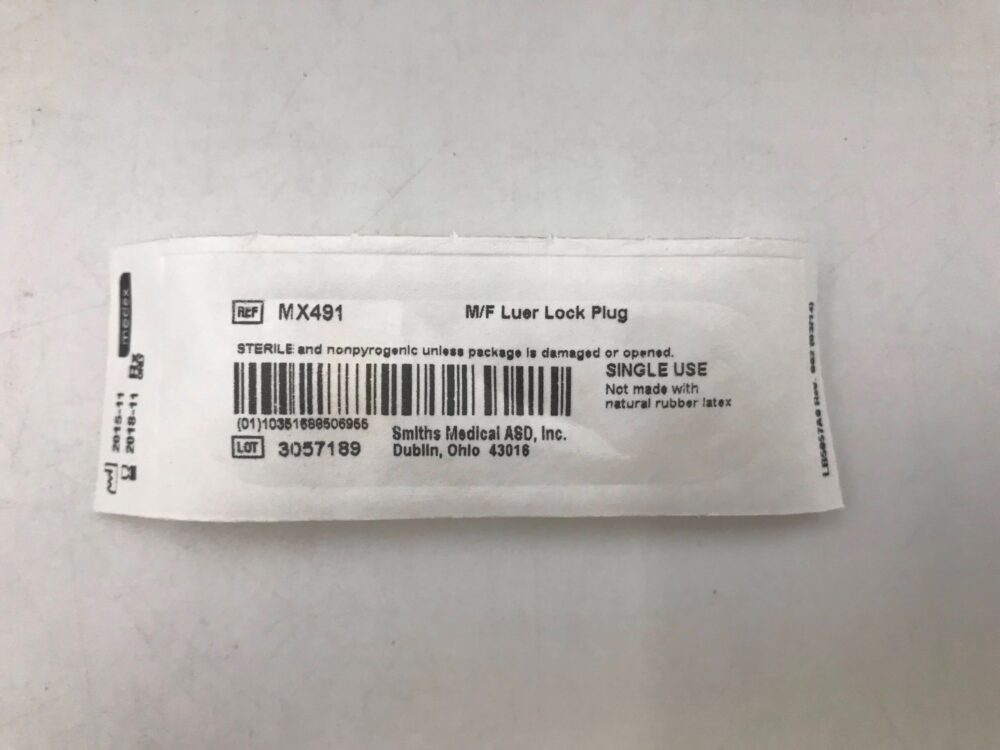 REF MX491 M/F Luer Lock Plug
STERILE and nonpyrogenic unless package is damaged or opened.
SINGLE USE
Not made with
natural rubber latex
(01)10351688506955
Smiths Medical ASD, Inc.
Dublin, Ohio 43016
LOT 3057189
medex
RX
ONLY
2015-11
2018-11